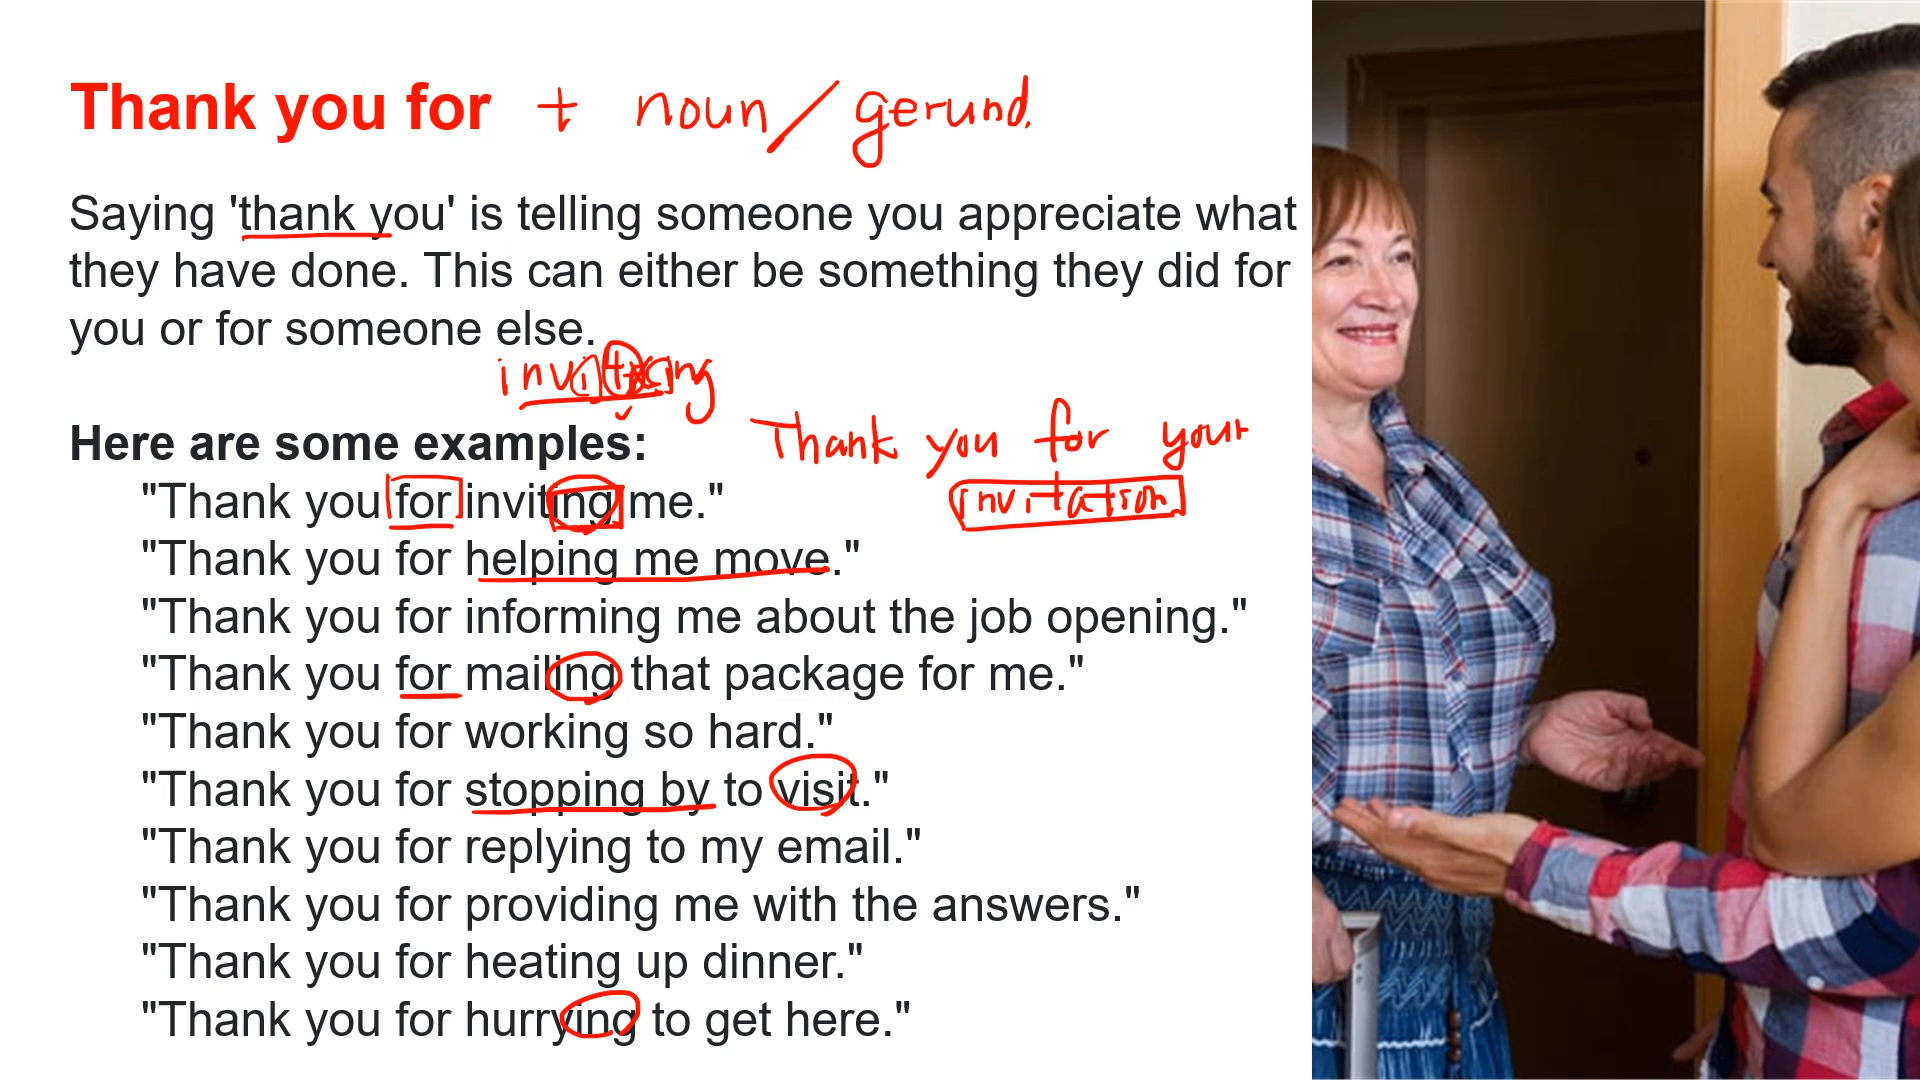 Thank you for + noun / gerund.
Saying 'thank you' is telling someone you appreciate what
they have done. This can either be something they did for
you or for someone else.
Here are some examples:
Thank you for your
"Thank you for inviting me."
invitation
"Thank you for helping me move."
"Thank you for informing me about the job opening."
"Thank you for mailing that package for me."
"Thank you for working so hard."
"Thank you for stopping by to visit."
"Thank you for replying to my email."
"Thank you for providing me with the answers."
"Thank you for heating up dinner."
"Thank you for hurrying to get here."